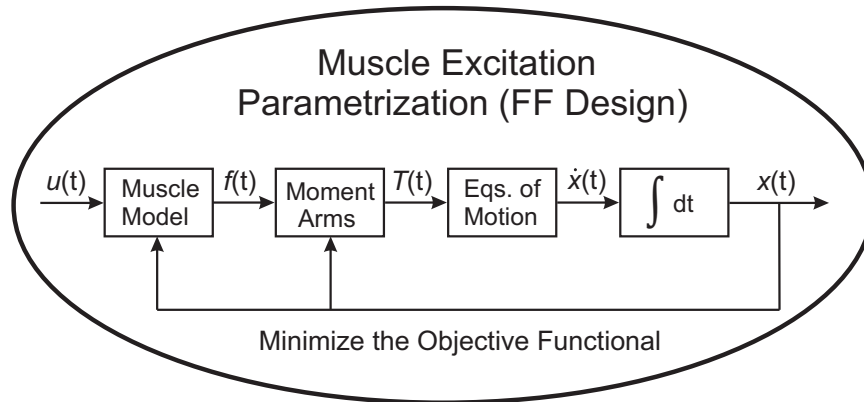 Muscle Excitation
Parametrization (FF Design)
u(t)
Muscle
Model
f(t)
Moment
Arms
T(t)
Eqs. of
Motion
ẋ(t)
∫ dt
x(t)
Minimize the Objective Functional